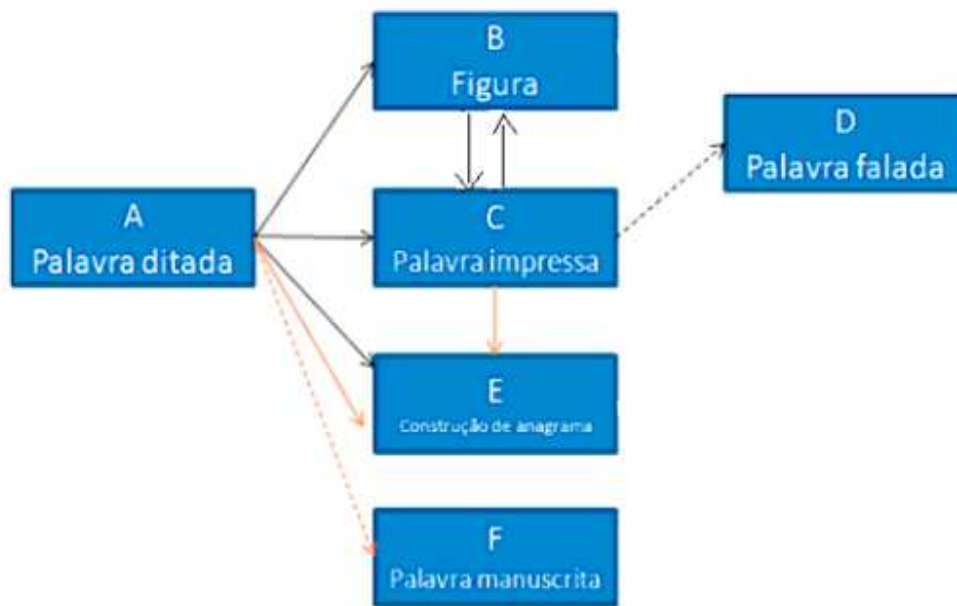 B
Figura
D
Palavra falada
A
Palavra ditada
C
Palavra impressa
E
Construção de anagrama
F
Palavra manuscrita